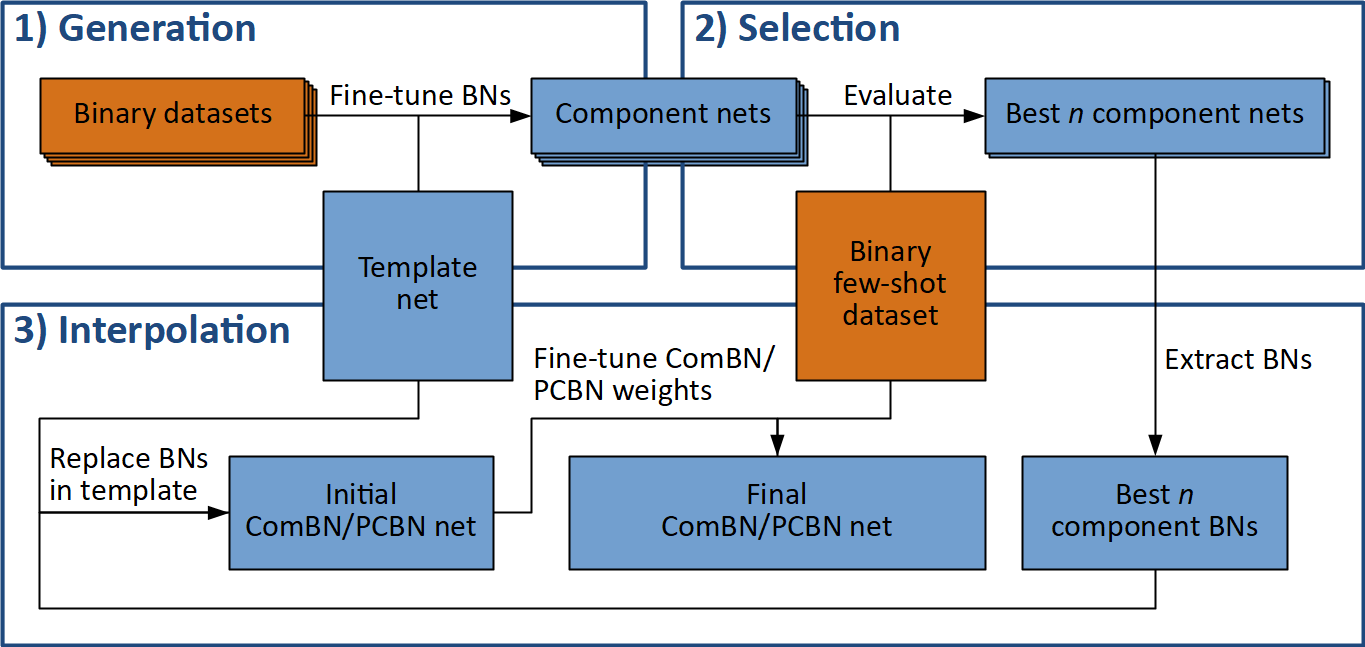 1) Generation
Binary datasets
Fine-tune BNs
Component nets
Template
net
2) Selection
Evaluate
Best n component nets
Binary
few-shot
dataset
3) Interpolation
Fine-tune ComBN/
PCBN weights
Extract BNs
Replace BNs
in template
Initial
ComBN/PCBN net
Final
ComBN/PCBN net
Best n
component BNs